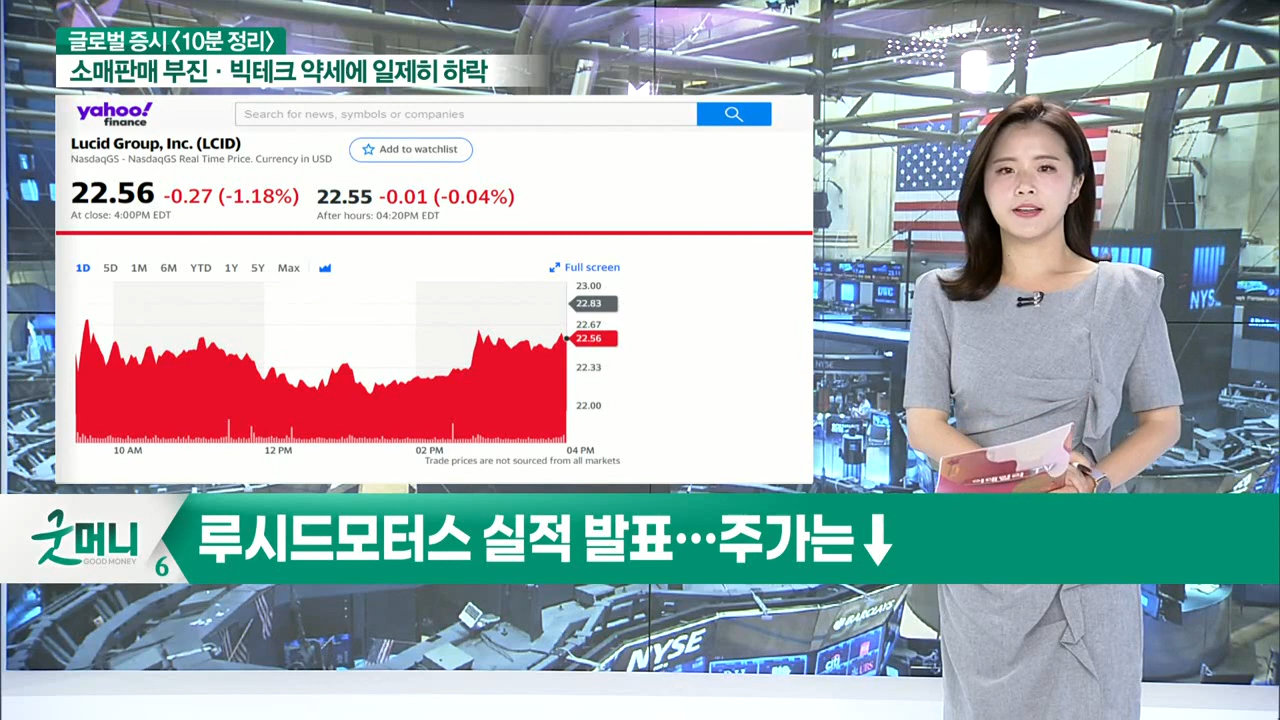 글로벌 증시 〈10분 정리〉
소매판매 부진 · 빅테크 약세에 일제히 하락
yahoo!
finance
Search for news, symbols or companies
Lucid Group, Inc. (LCID)
NasdaqGS - NasdaqGS Real Time Price. Currency in USD
Add to watchlist
22.56 -0.27 (-1.18%)
At close: 4:00PM EDT
22.55 -0.01 (-0.04%)
After hours: 04:20PM EDT
1D 5D 1M 6M YTD 1Y 5Y Max
Full screen
23.00
22.83
22.67
22.56
22.33
22.00
10 AM 12 PM 02 PM 04 PM
Trade prices are not sourced from all markets
굿머니
GOOD MONEY
6
루시드모터스 실적 발표…주가는↓
NYS
NYSE
BARCLAYS
citi
UBS